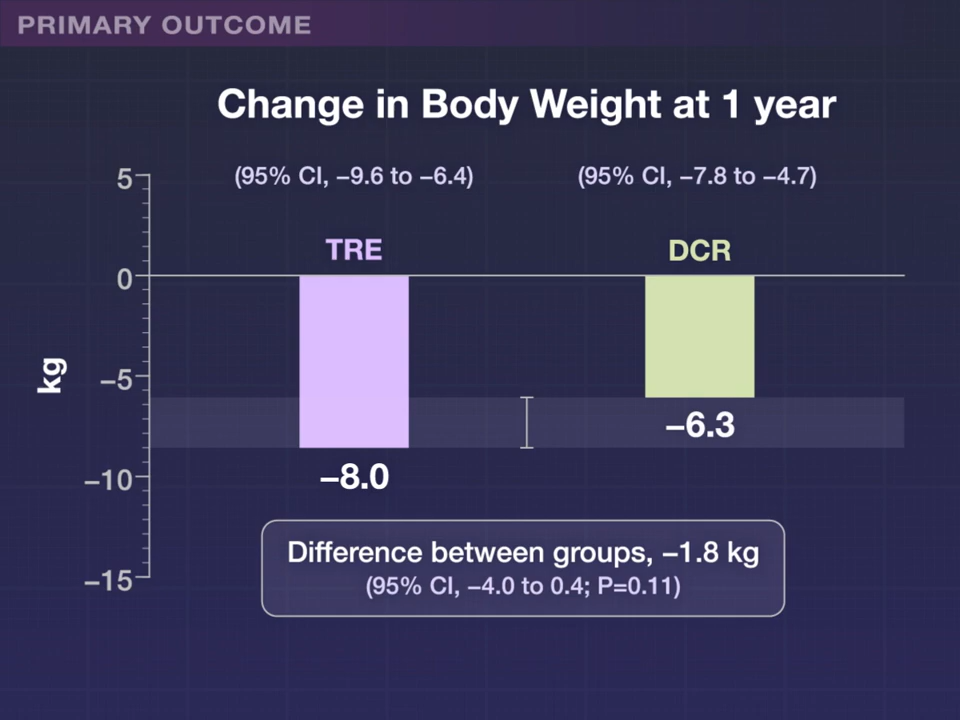 PRIMARY OUTCOME
Change in Body Weight at 1 year
(95% CI, −9.6 to −6.4)
(95% CI, −7.8 to −4.7)
TRE
DCR
5
0
−5
−10
−15
kg
−8.0
−6.3
Difference between groups, −1.8 kg
(95% CI, −4.0 to 0.4; P=0.11)